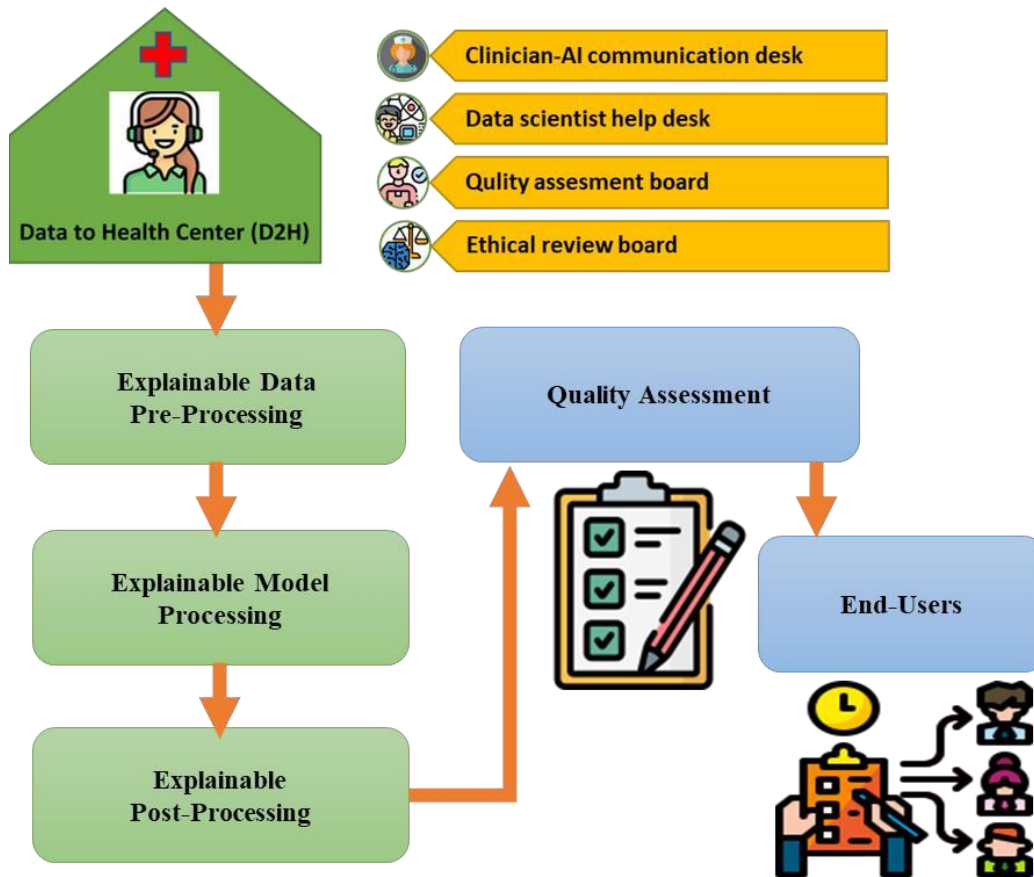 Data to Health Center (D2H)
Clinician-AI communication desk
Data scientist help desk
Qulity assesment board
Ethical review board
Explainable Data
Pre-Processing
Explainable Model
Processing
Explainable
Post-Processing
Quality Assessment
End-Users